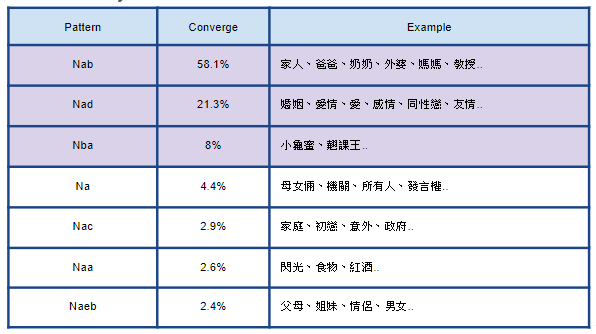 Pattern Converge Example
Nab 58.1% 家人、爸爸、奶奶、外婆、媽媽、教授..
Nad 21.3% 婚姻、愛情、愛、感情、同性戀、友情..
Nba 8% 小龜蜜、翹課王..
Na 4.4% 母女倆、機關、所有人、發言權..
Nac 2.9% 家庭、初戀、意外、政府..
Naa 2.6% 閃光、食物、紅酒..
Naeb 2.4% 父母、姐妹、情侶、男女..